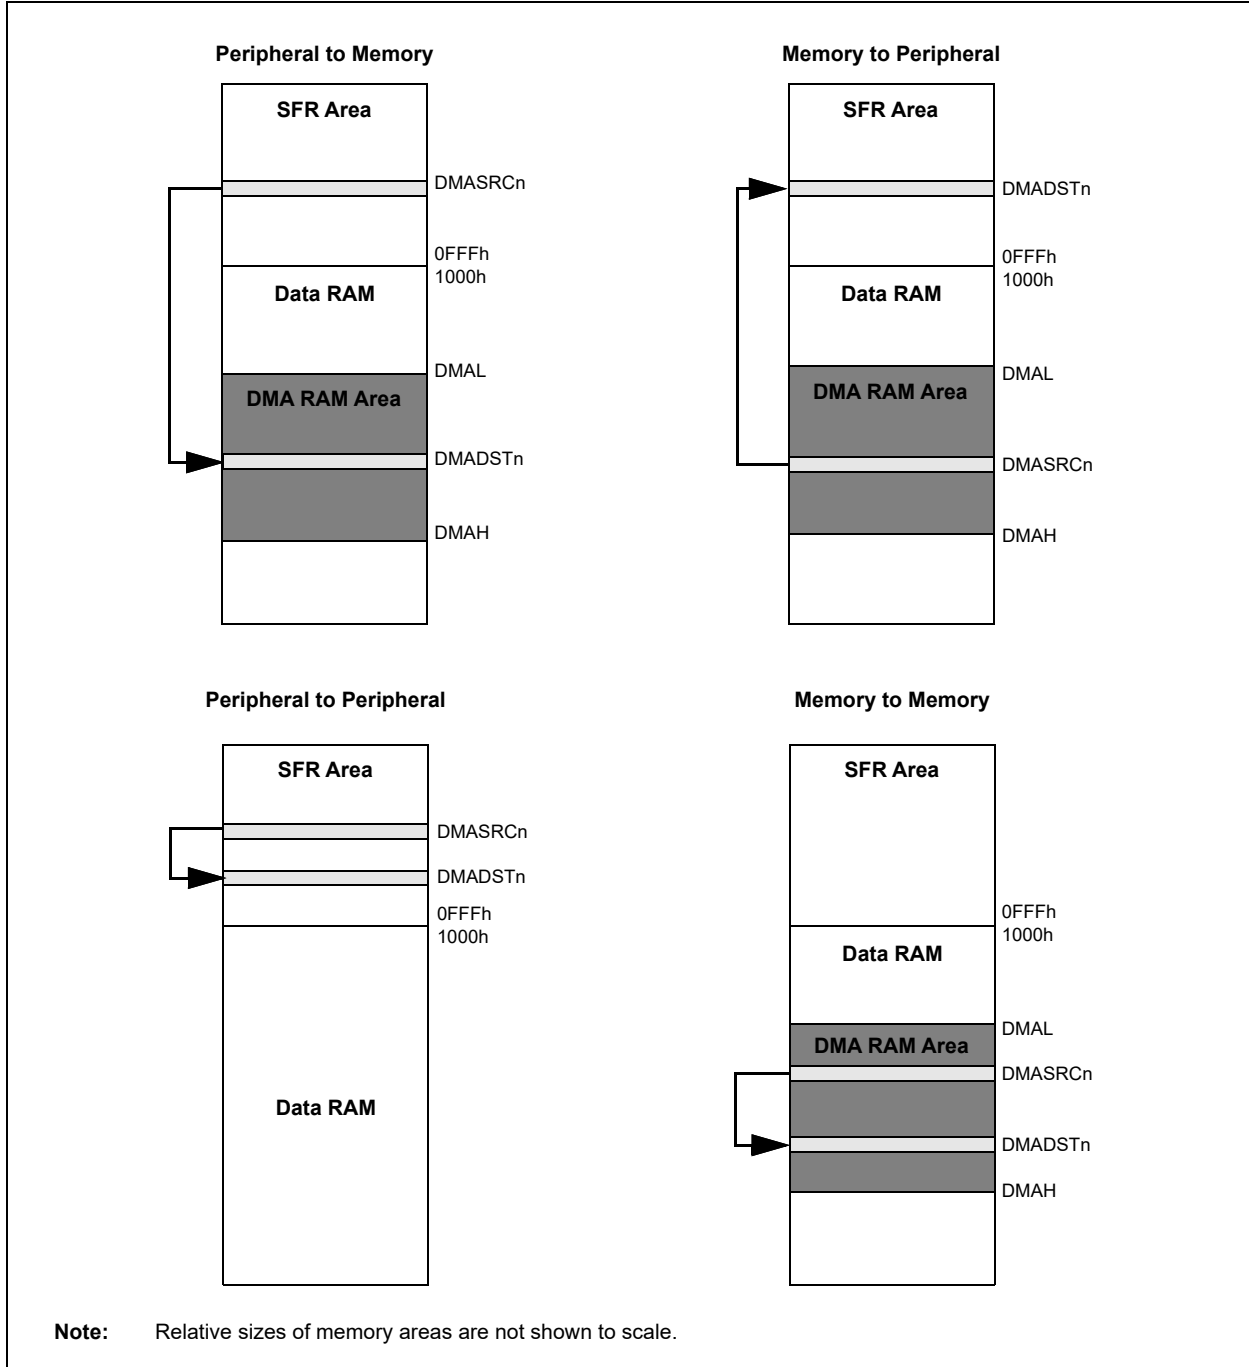 Peripheral to Memory
SFR Area
DMASRCn
0FFFh
1000h
Data RAM
DMAL
DMA RAM Area
DMADSTn
DMAH
Memory to Peripheral
SFR Area
DMADSTn
0FFFh
1000h
Data RAM
DMAL
DMA RAM Area
DMASRCn
DMAH
Peripheral to Peripheral
SFR Area
DMASRCn
DMADSTn
0FFFh
1000h
Data RAM
Memory to Memory
SFR Area
0FFFh
1000h
Data RAM
DMAL
DMA RAM Area
DMASRCn
DMADSTn
DMAH
Note: Relative sizes of memory areas are not shown to scale.